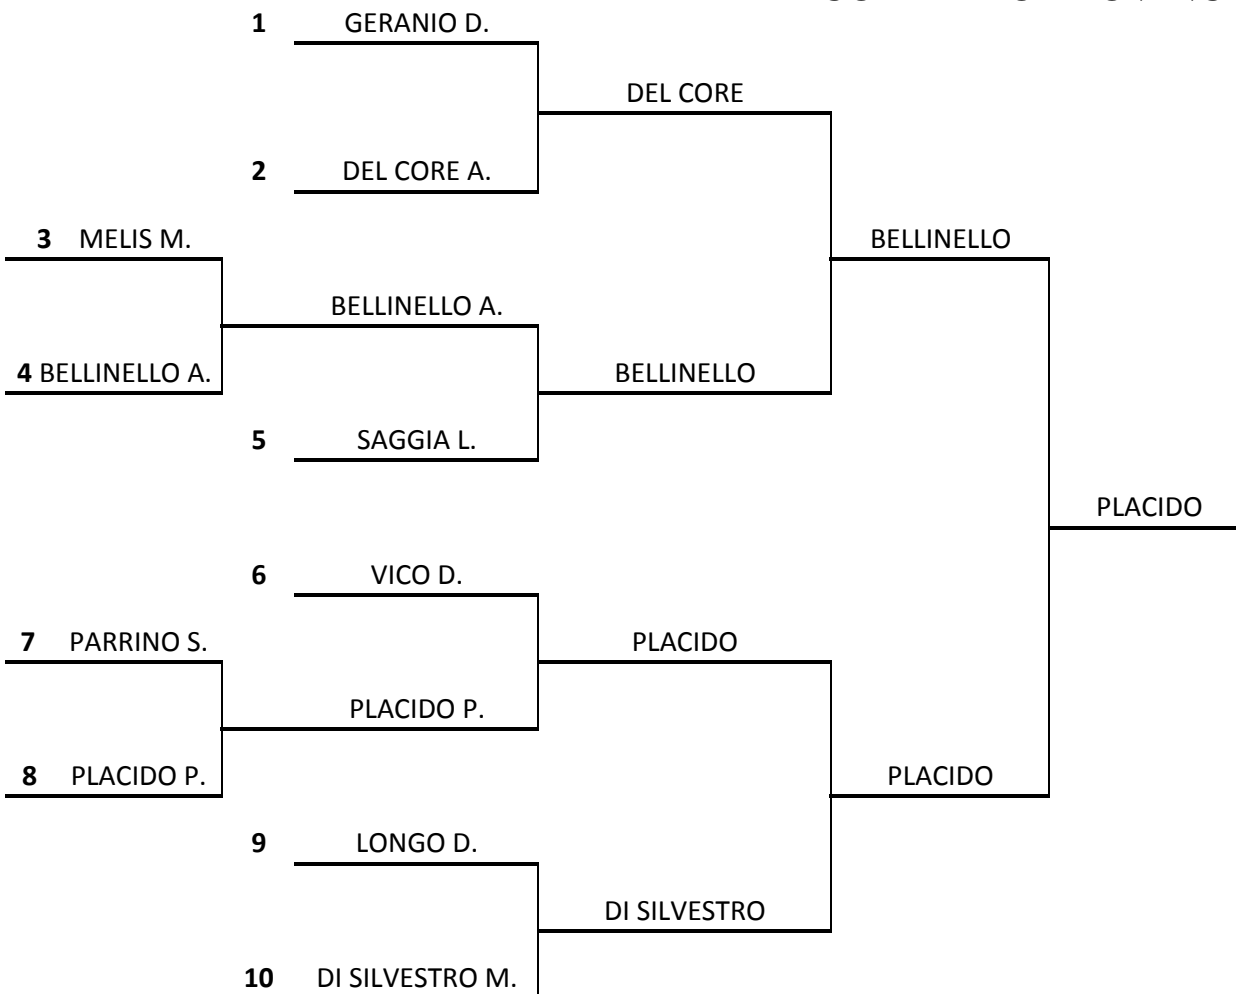 1 GERANIO D.
DEL CORE
2 DEL CORE A.
3 MELIS M.
BELLINELLO
BELLINELLO A.
4 BELLINELLO A.
BELLINELLO
5 SAGGIA L.
PLACIDO
6 VICO D.
7 PARRINO S.
PLACIDO
PLACIDO P.
8 PLACIDO P.
PLACIDO
9 LONGO D.
DI SILVESTRO
10 DI SILVESTRO M.